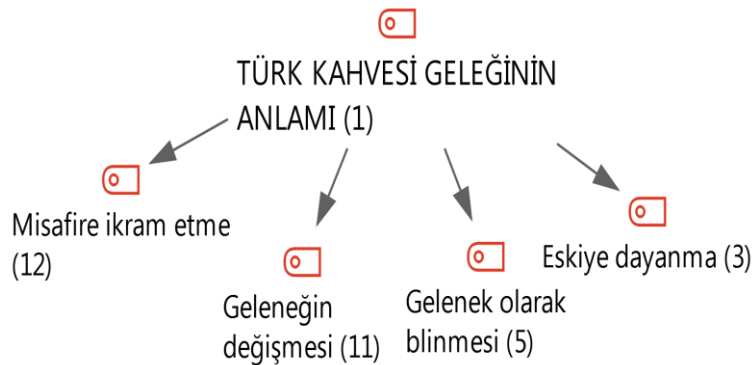 TÜRK KAHVESİ GELEĞİNİN
ANLAMI (1)
Misafire ikram etme
(12)
Geleneğin
değişmesi (11)
Gelenek olarak
blinmesi (5)
Eskiye dayanma (3)